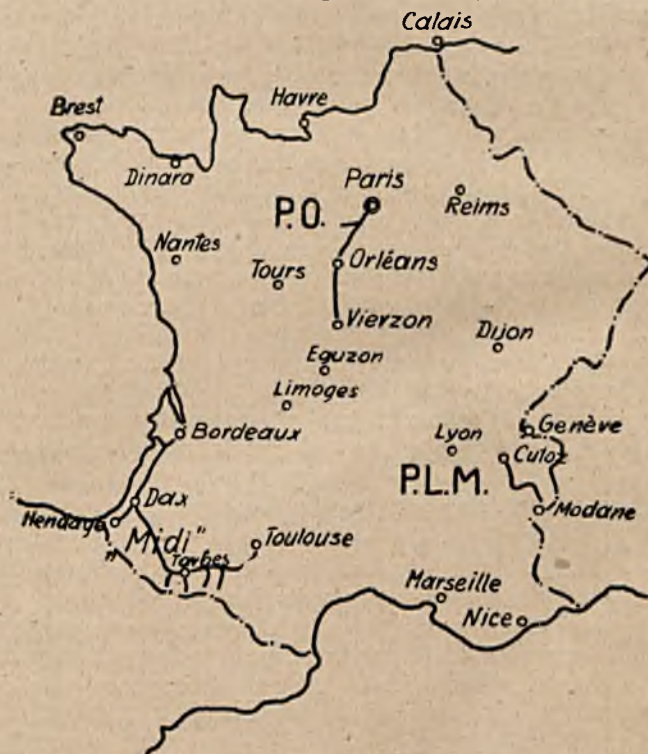 Calais
Havre
Brest
Dinara
Paris
Reims
P.O.
Nantes
Orléans
Tours
Vierzon
Dijon
Eguzon
Limoges
Bordeaux
Genève
Lyon
Culoz
P.L.M.
Dax
Modane
Hendaye
„Midi"
Toulouse
Tarbes
Marseille
Nice